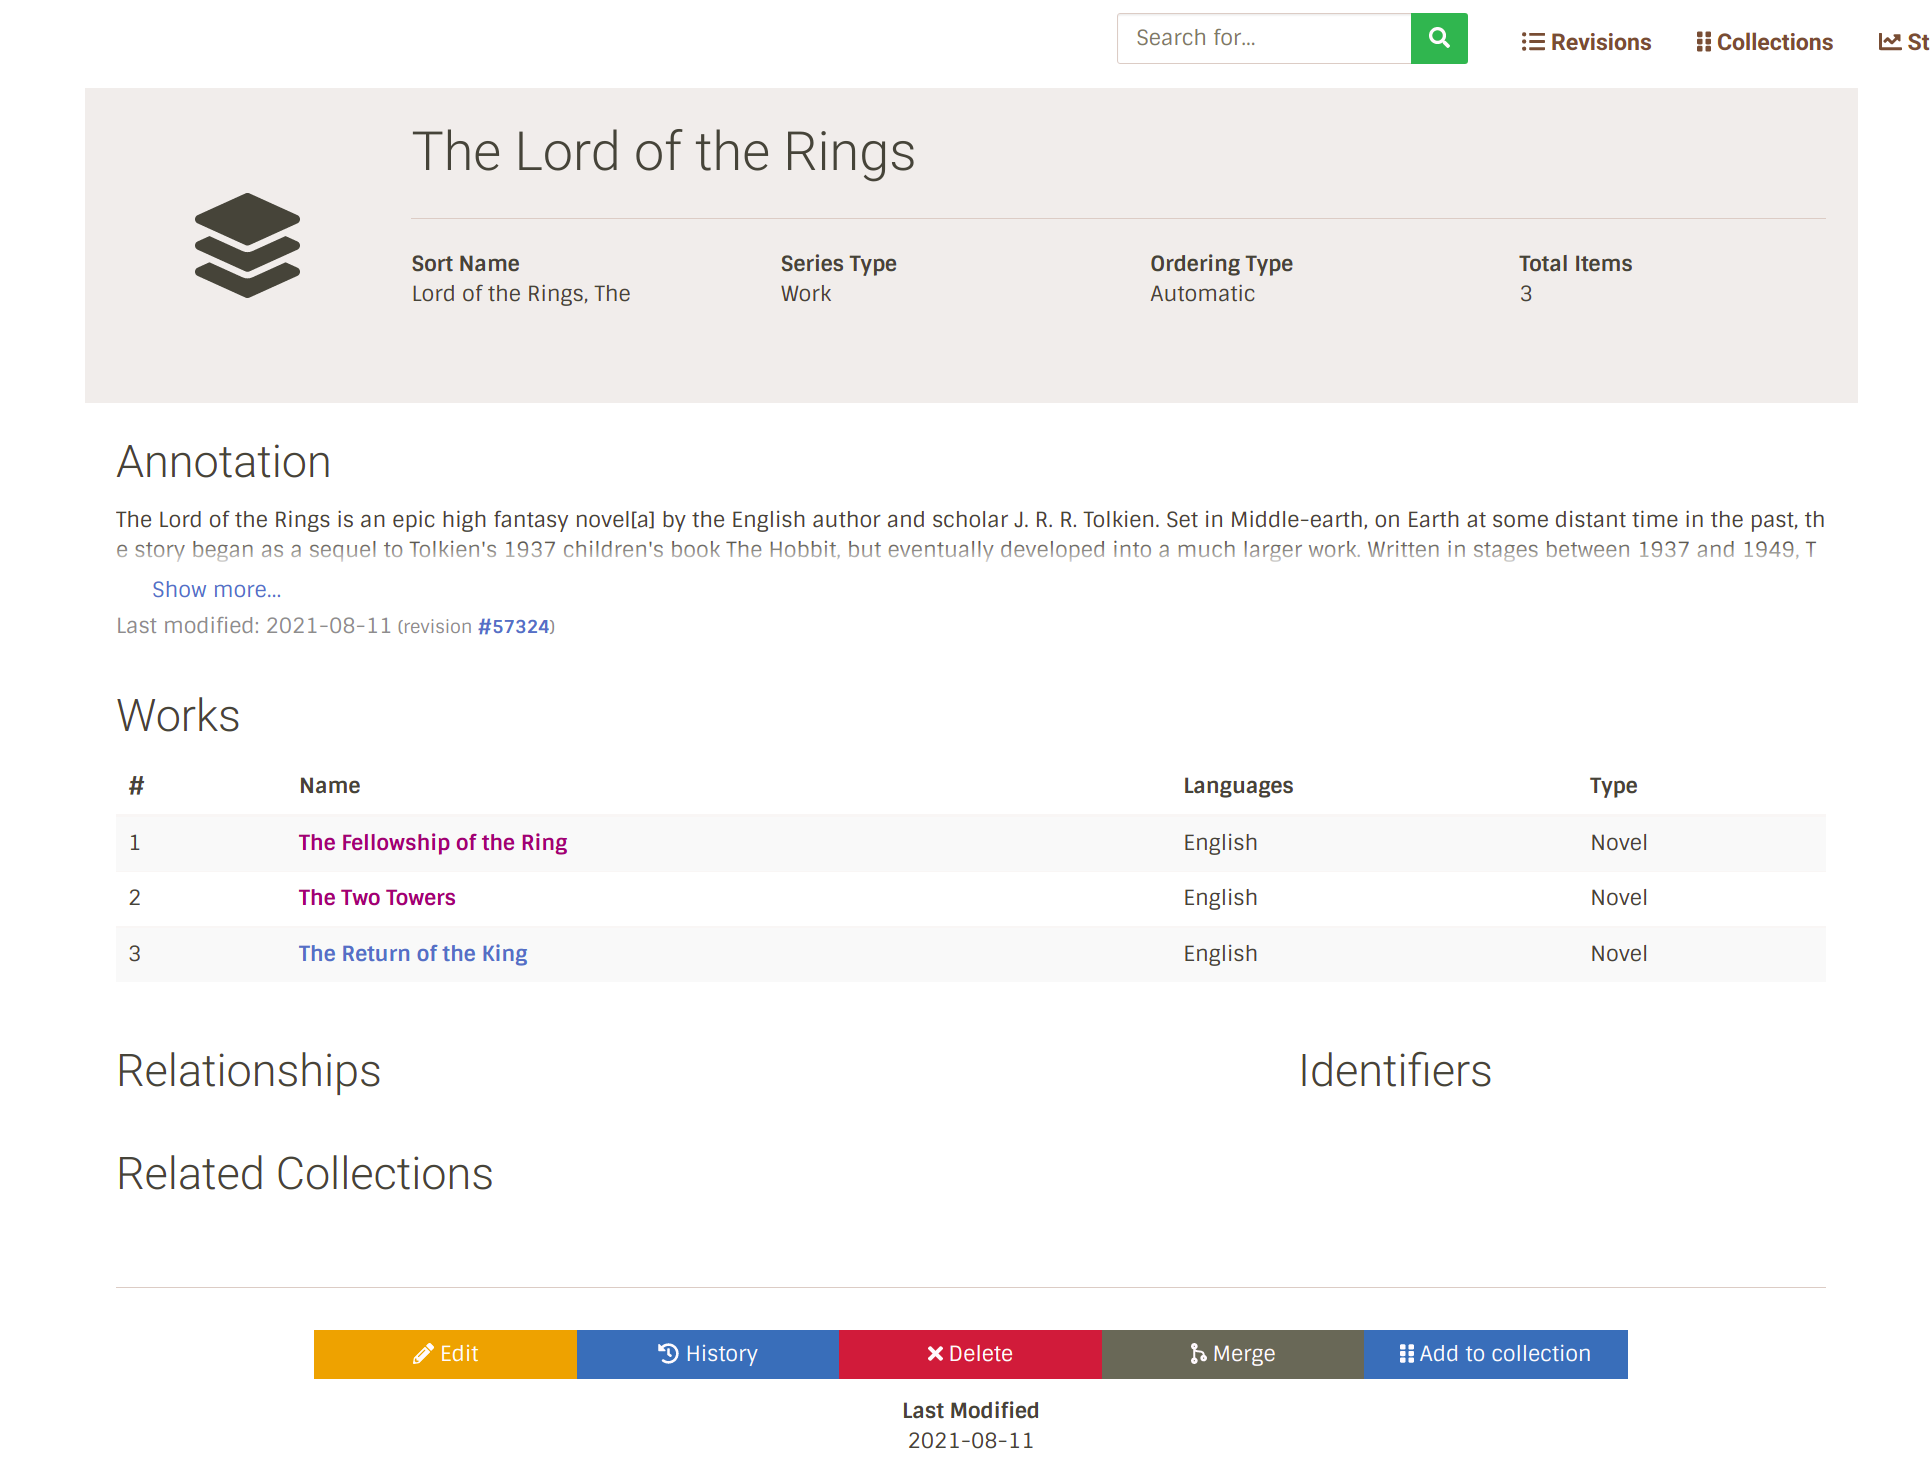 Search for...
Revisions
Collections
St
The Lord of the Rings
Sort Name
Lord of the Rings, The
Series Type
Work
Ordering Type
Automatic
Total Items
3
Annotation
The Lord of the Rings is an epic high fantasy novel[a] by the English author and scholar J. R. R. Tolkien. Set in Middle-earth, on Earth at some distant time in the past, th
e story began as a sequel to Tolkien's 1937 children's book The Hobbit, but eventually developed into a much larger work. Written in stages between 1937 and 1949, T
Show more...
Last modified: 2021-08-11 (revision #57324)
Works
# Name Languages Type
1 The Fellowship of the Ring English Novel
2 The Two Towers English Novel
3 The Return of the King English Novel
Relationships
Identifiers
Related Collections
Edit
History
Delete
Merge
Add to collection
Last Modified
2021-08-11